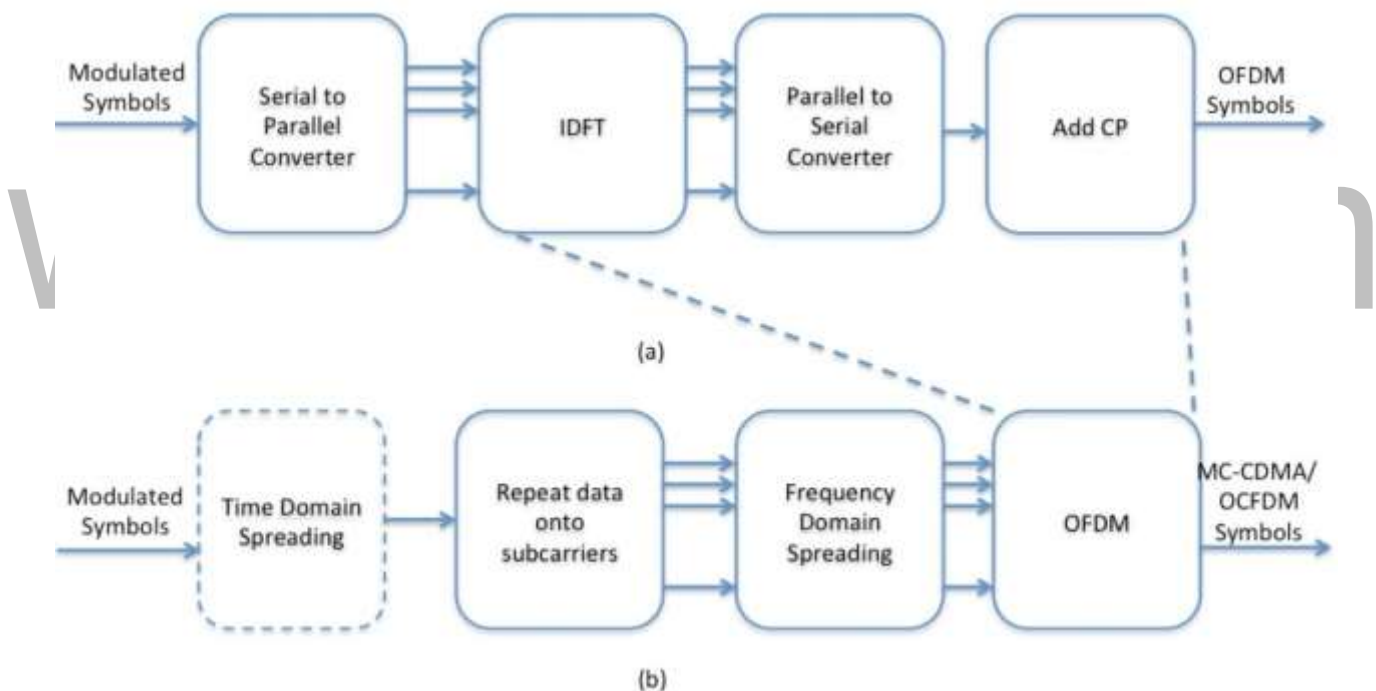 Modulated
Symbols
Serial to
Parallel
Converter
IDFT
Parallel to
Serial
Converter
Add CP
OFDM
Symbols
(a)
Modulated
Symbols
Time Domain
Spreading
Repeat data
onto
subcarriers
Frequency
Domain
Spreading
OFDM
MC-CDMA/
OCFDM
Symbols
(b)